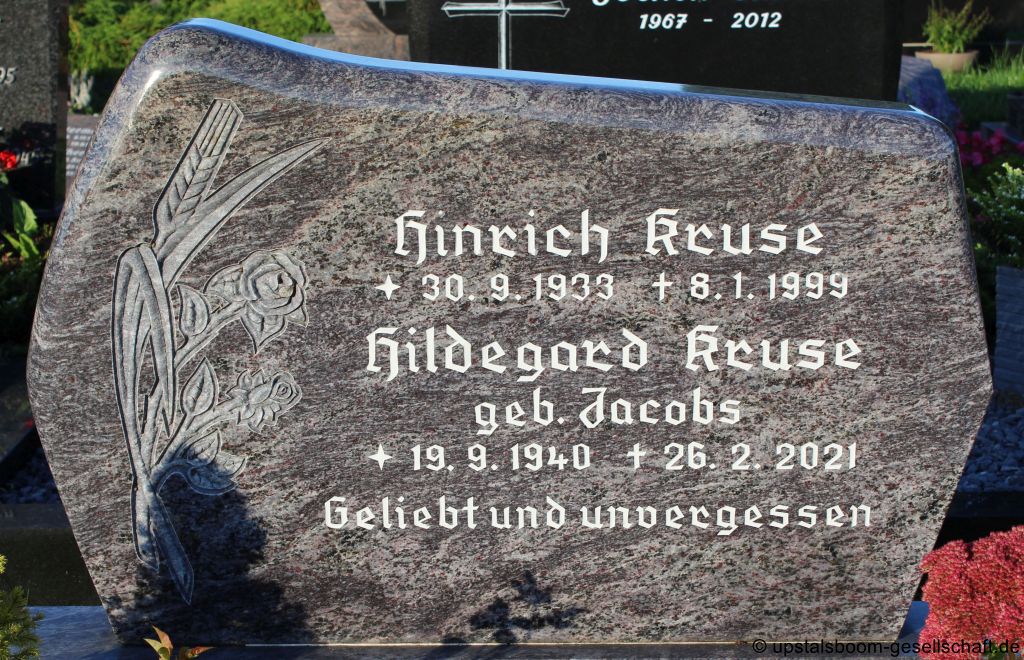 1967 - 2012
95
Hinrich Kruse
✦ 30. 9. 1933 † 8. 1. 1999
Hildegard Kruse
geb. Jacobs
✦ 19. 9. 1940 † 26. 2. 2021
Geliebt und unvergessen
© upstalsboom-gesellschaft.de